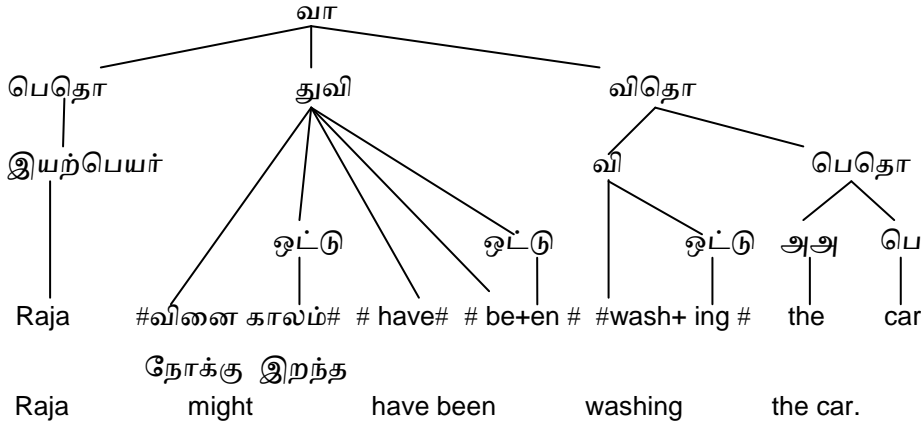 வா
பெதொ துவி விதொ
இயற்பெயர் வி பெதொ
ஒட்டு ஒட்டு ஒட்டு அஅ பெ
Raja #வினை காலம்# # have# # be+en # #wash+ ing # the car
நோக்கு இறந்த
Raja might have been washing the car.